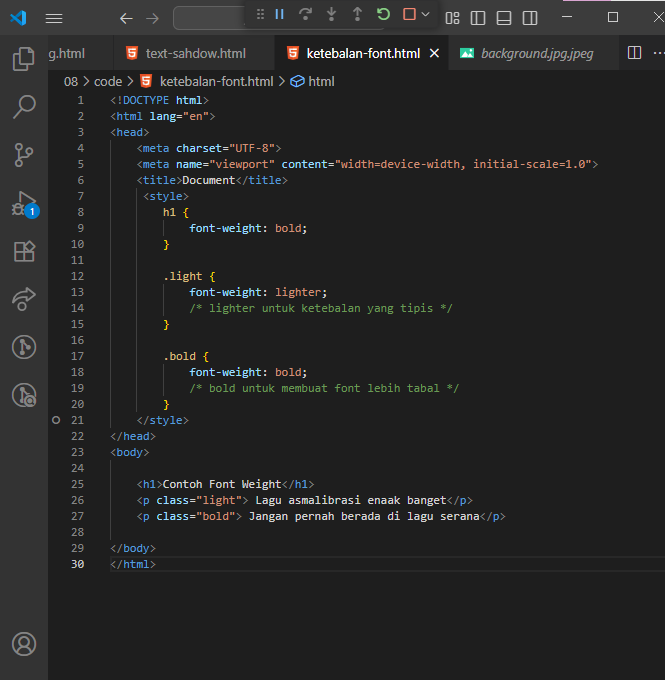 g.html text-sahdow.html ketebalan-font.html background.jpg.jpeg
08 > code > ketebalan-font.html > html
1 <!DOCTYPE html>
2 <html lang="en">
3 <head>
4 <meta charset="UTF-8">
5 <meta name="viewport" content="width=device-width, initial-scale=1.0">
6 <title>Document</title>
7 <style>
8 h1 {
9 font-weight: bold;
10 }
11
12 .light {
13 font-weight: lighter;
14 /* lighter untuk ketebalan yang tipis */
15 }
16
17 .bold {
18 font-weight: bold;
19 /* bold untuk membuat font lebih tabal */
20 }
21 </style>
22 </head>
23 <body>
24
25 <h1>Contoh Font Weight</h1>
26 <p class="light"> Lagu asmalibrasi enaak banget</p>
27 <p class="bold"> Jangan pernah berada di lagu serana</p>
28
29 </body>
30 </html>
1